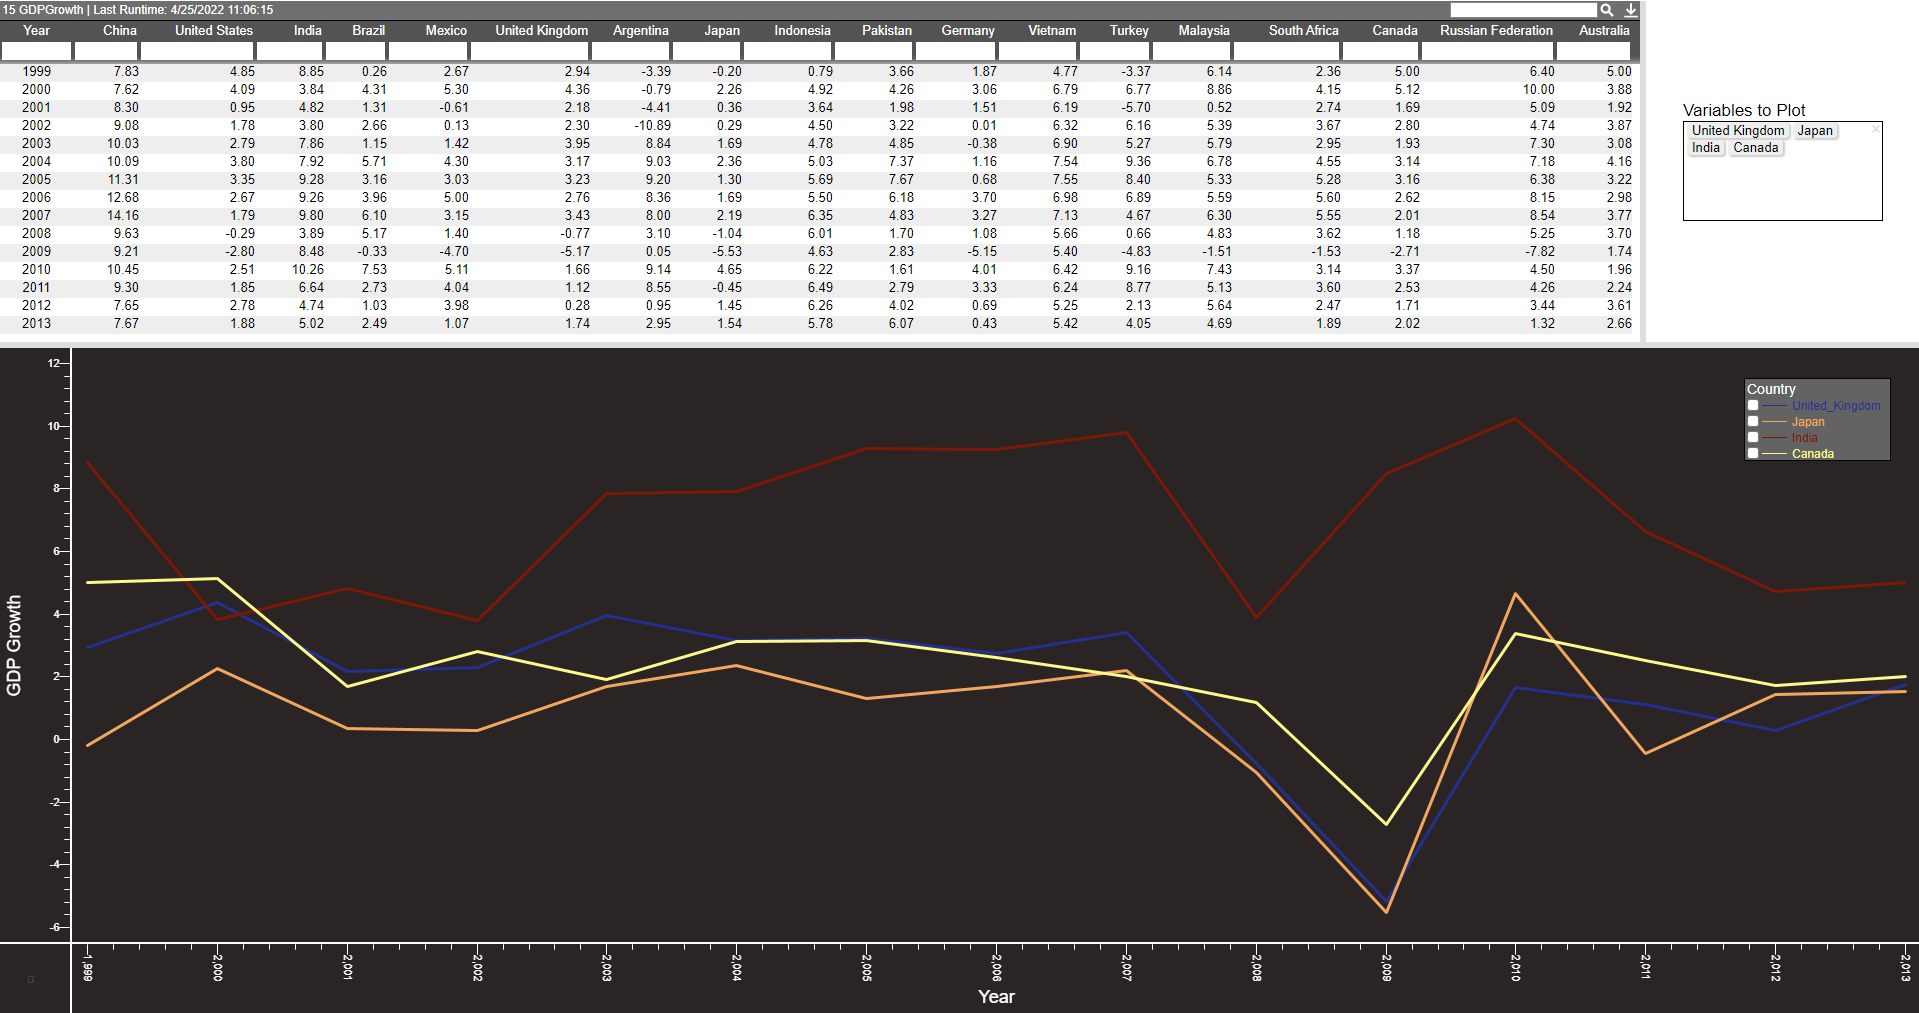 15 GDPGrowth | Last Runtime: 4/25/2022 11:06:15
Year China United States India Brazil Mexico United Kingdom Argentina Japan Indonesia Pakistan Germany Vietnam Turkey Malaysia South Africa Canada Russian Federation Australia
1999 7.83 4.85 8.85 0.26 2.67 2.94 -3.39 -0.20 0.79 3.66 1.87 4.77 -3.37 6.14 2.36 5.00 6.40 5.00
2000 7.62 4.09 3.84 4.31 5.30 4.36 -0.79 2.26 4.92 4.26 3.06 6.79 6.77 8.86 4.15 5.12 10.00 3.88
2001 8.30 0.95 4.82 1.31 -0.61 2.18 -4.41 0.36 3.64 1.98 1.51 6.19 -5.70 0.52 2.74 1.69 5.09 1.92
2002 9.08 1.78 3.80 2.66 0.13 2.30 -10.89 0.29 4.50 3.22 0.01 6.32 6.16 5.39 3.67 2.80 4.74 3.87
2003 10.03 2.79 7.86 1.15 1.42 3.95 8.84 1.69 4.78 4.85 -0.38 6.90 5.27 5.79 2.95 1.93 7.30 3.08
2004 10.09 3.80 7.92 5.71 4.30 3.17 9.03 2.36 5.03 7.37 1.16 7.54 9.36 6.78 4.55 3.14 7.18 4.16
2005 11.31 3.35 9.28 3.16 3.03 3.23 9.20 1.30 5.69 7.67 0.68 7.55 8.40 5.33 5.28 3.16 6.38 3.22
2006 12.68 2.67 9.26 3.96 5.00 2.76 8.36 1.69 5.50 6.18 3.70 6.98 6.89 5.59 5.60 2.62 8.15 2.98
2007 14.16 1.79 9.80 6.10 3.15 3.43 8.00 2.19 6.35 4.83 3.27 7.13 4.67 6.30 5.55 2.01 8.54 3.77
2008 9.63 -0.29 3.89 5.17 1.40 -0.77 3.10 -1.04 6.01 1.70 1.08 5.66 0.66 4.83 3.62 1.18 5.25 3.70
2009 9.21 -2.80 8.48 -0.33 -4.70 -5.17 0.05 -5.53 4.63 2.83 -5.15 5.40 -4.83 -1.51 -1.53 -2.71 -7.82 1.74
2010 10.45 2.51 10.26 7.53 5.11 1.66 9.14 4.65 6.22 1.61 4.01 6.42 9.16 7.43 3.14 3.37 4.50 1.96
2011 9.30 1.85 6.64 2.73 4.04 1.12 8.55 -0.45 6.49 2.79 3.33 6.24 8.77 5.13 3.60 2.53 4.26 2.24
2012 7.65 2.78 4.74 1.03 3.98 0.28 0.95 1.45 6.26 4.02 0.69 5.25 2.13 5.64 2.47 1.71 3.44 3.61
2013 7.67 1.88 5.02 2.49 1.07 1.74 2.95 1.54 5.78 6.07 0.43 5.42 4.05 4.69 1.89 2.02 1.32 2.66
Variables to Plot
United Kingdom Japan
India Canada
12
10
8
6
4
2
0
-2
-4
-6
GDP Growth
Country
United_Kingdom
Japan
India
Canada
1,999 2,000 2,001 2,002 2,003 2,004 2,005 2,006 2,007 2,008 2,009 2,010 2,011 2,012 2,013
Year